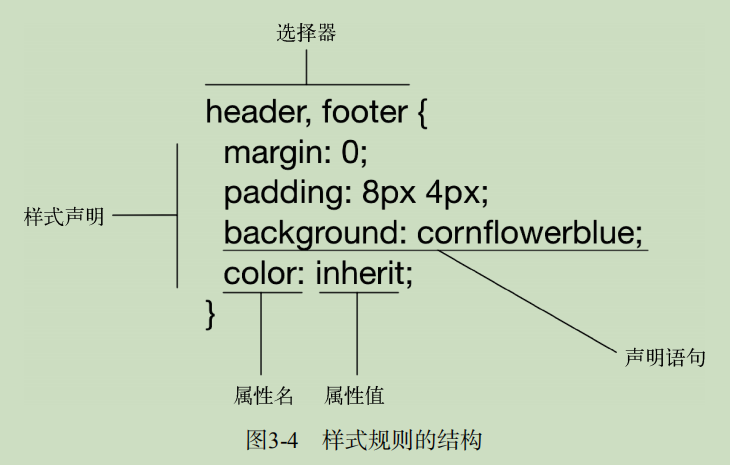 选择器
header, footer {
margin: 0;
padding: 8px 4px;
样式声明
background: cornflowerblue;
color: inherit;
}
声明语句
属性名 属性值
图3-4 样式规则的结构